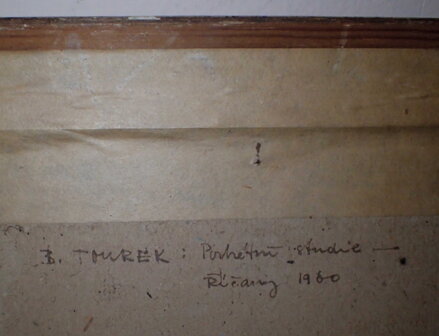 B. TOUREK: Portrétní studie —
Říčany 1960